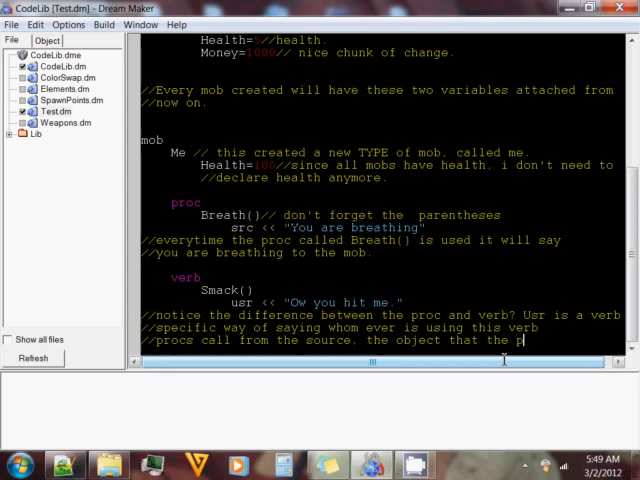 CodeLib [Test.dm] - Dream Maker
File Edit Options Build Window Help
File Object
CodeLib.dme
CodeLib.dm
ColorSwap.dm
Elements.dm
SpawnPoints.dm
Test.dm
Weapons.dm
Lib
Show all files
Refresh
Health=5//health.
Money=1000// nice chunk of change.
//Every mob created will have these two variables attached from
//now on.
mob
Me // this created a new TYPE of mob, called me.
Health=100//since all mobs have health, i don't need to
//declare health anymore.
proc
Breath()// don't forget the parentheses
src << "You are breathing"
//everytime the proc called Breath() is used it will say
//you are breathing to the mob.
verb
Smack()
usr << "Ow you hit me."
//notice the difference between the proc and verb? Usr is a verb
//specific way of saying whom ever is using this verb
//procs call from the source, the object that the p
5:49 AM
3/2/2012